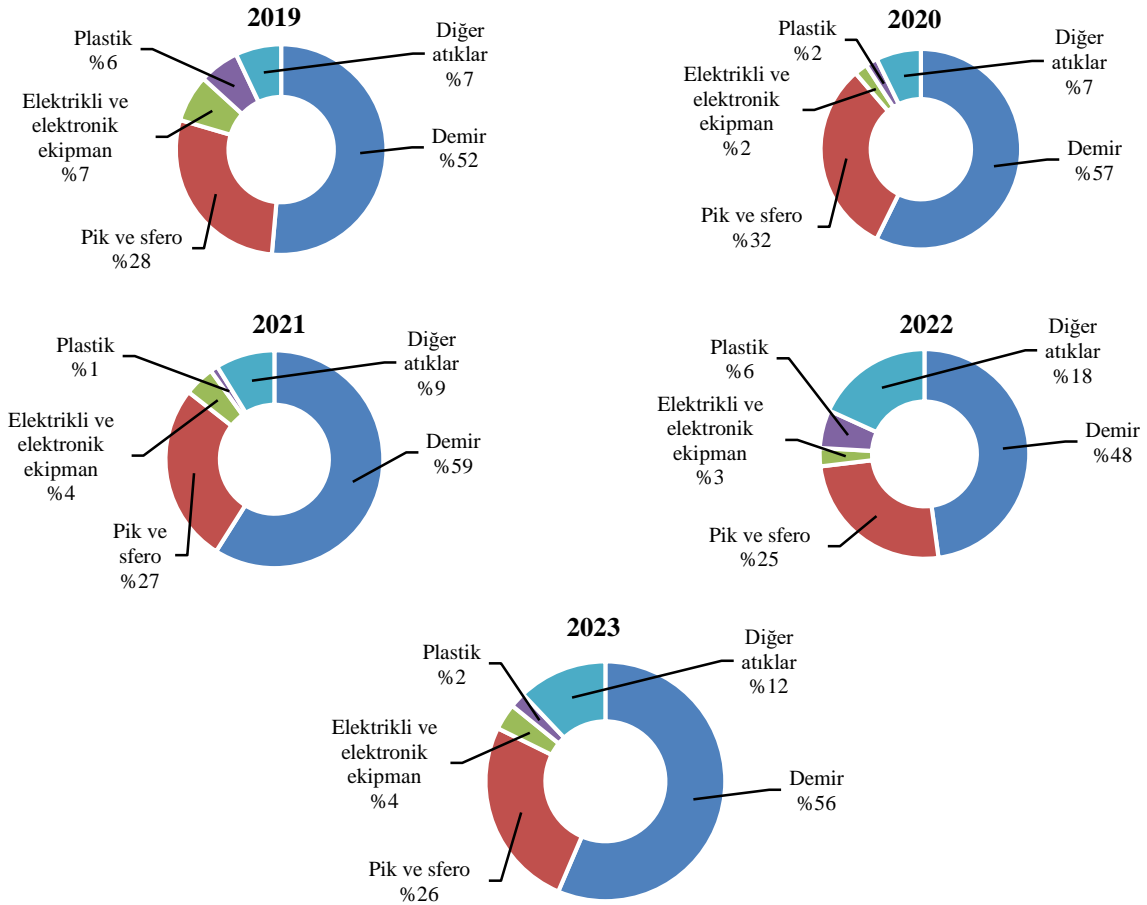 2019
Plastik
%6
Diğer
atıklar
%7
Elektrikli ve
elektronik
ekipman
%7
Demir
%52
Pik ve sfero
%28
2020
Plastik
%2
Diğer
atıklar
%7
Elektrikli ve
elektronik
ekipman
%2
Demir
%57
Pik ve sfero
%32
2021
Plastik
%1
Diğer
atıklar
%9
Elektrikli ve
elektronik
ekipman
%4
Demir
%59
Pik ve
sfero
%27
2022
Plastik
%6
Diğer
atıklar
%18
Elektrikli ve
elektronik
ekipman
%3
Demir
%48
Pik ve sfero
%25
2023
Plastik
%2
Diğer
atıklar
%12
Elektrikli ve
elektronik
ekipman
%4
Demir
%56
Pik ve sfero
%26